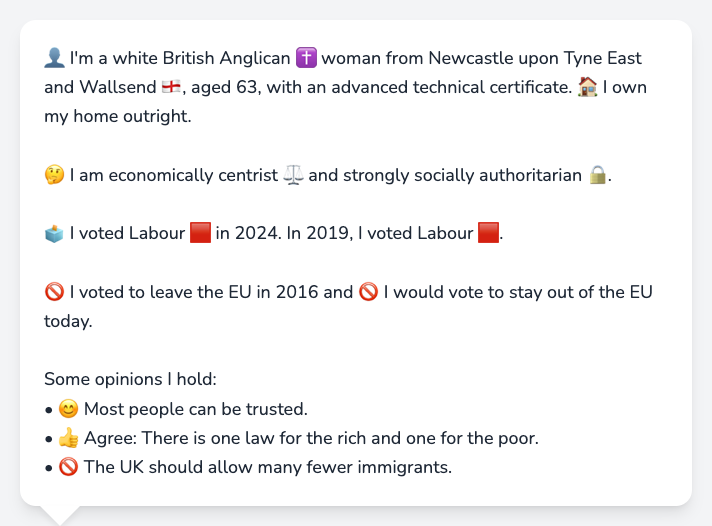 👤 I'm a white British Anglican ✝️ woman from Newcastle upon Tyne East
and Wallsend 🏴󠁧󠁢󠁥󠁮󠁧󠁿, aged 63, with an advanced technical certificate. 🏠 I own
my home outright.
🤔 I am economically centrist ⚖️ and strongly socially authoritarian 🔒.
🗳️ I voted Labour 🟥 in 2024. In 2019, I voted Labour 🟥.
🚫 I voted to leave the EU in 2016 and 🚫 I would vote to stay out of the EU
today.
Some opinions I hold:
• 😊 Most people can be trusted.
• 👍 Agree: There is one law for the rich and one for the poor.
• 🚫 The UK should allow many fewer immigrants.